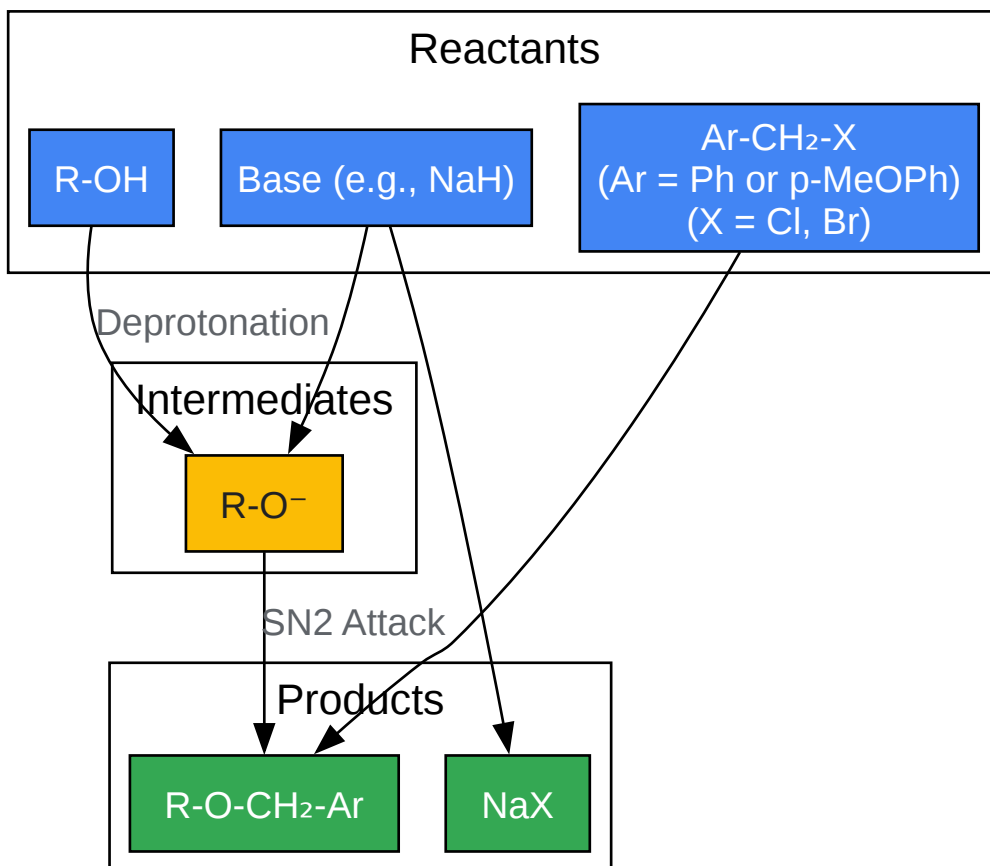 Reactants
R-OH
Base (e.g., NaH)
Ar-CH₂-X
(Ar = Ph or p-MeOPh)
(X = Cl, Br)
Deprotonation
Intermediates
R-O⁻
SN2 Attack
Products
R-O-CH₂-Ar
NaX